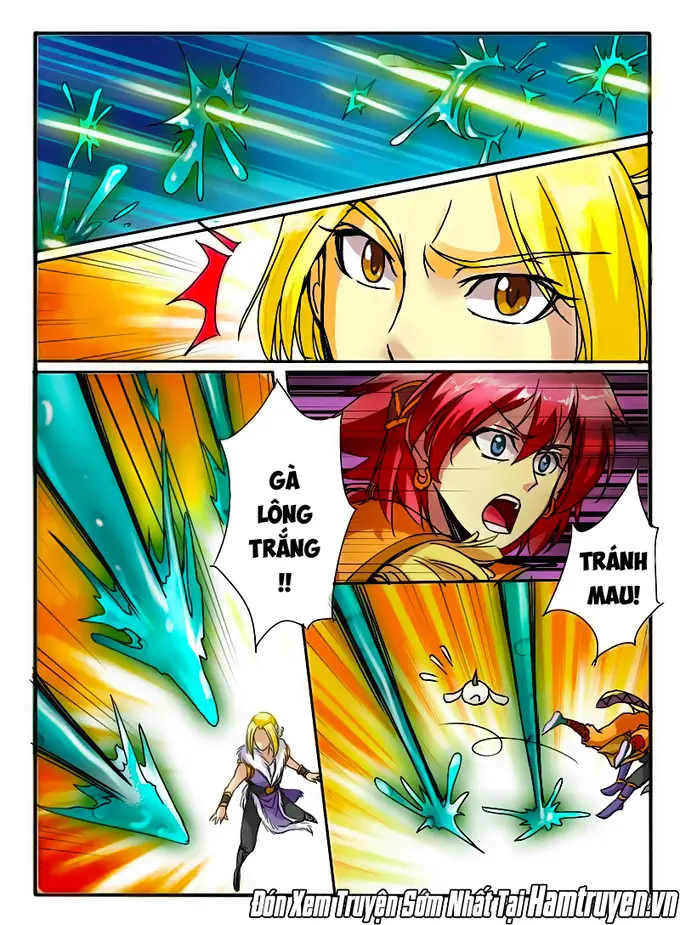 GÀ
LÔNG
TRẮNG
!!
TRÁNH
MAU!
Đón Xem Truyện Sớm Nhất Tại Hamtruyen.vn